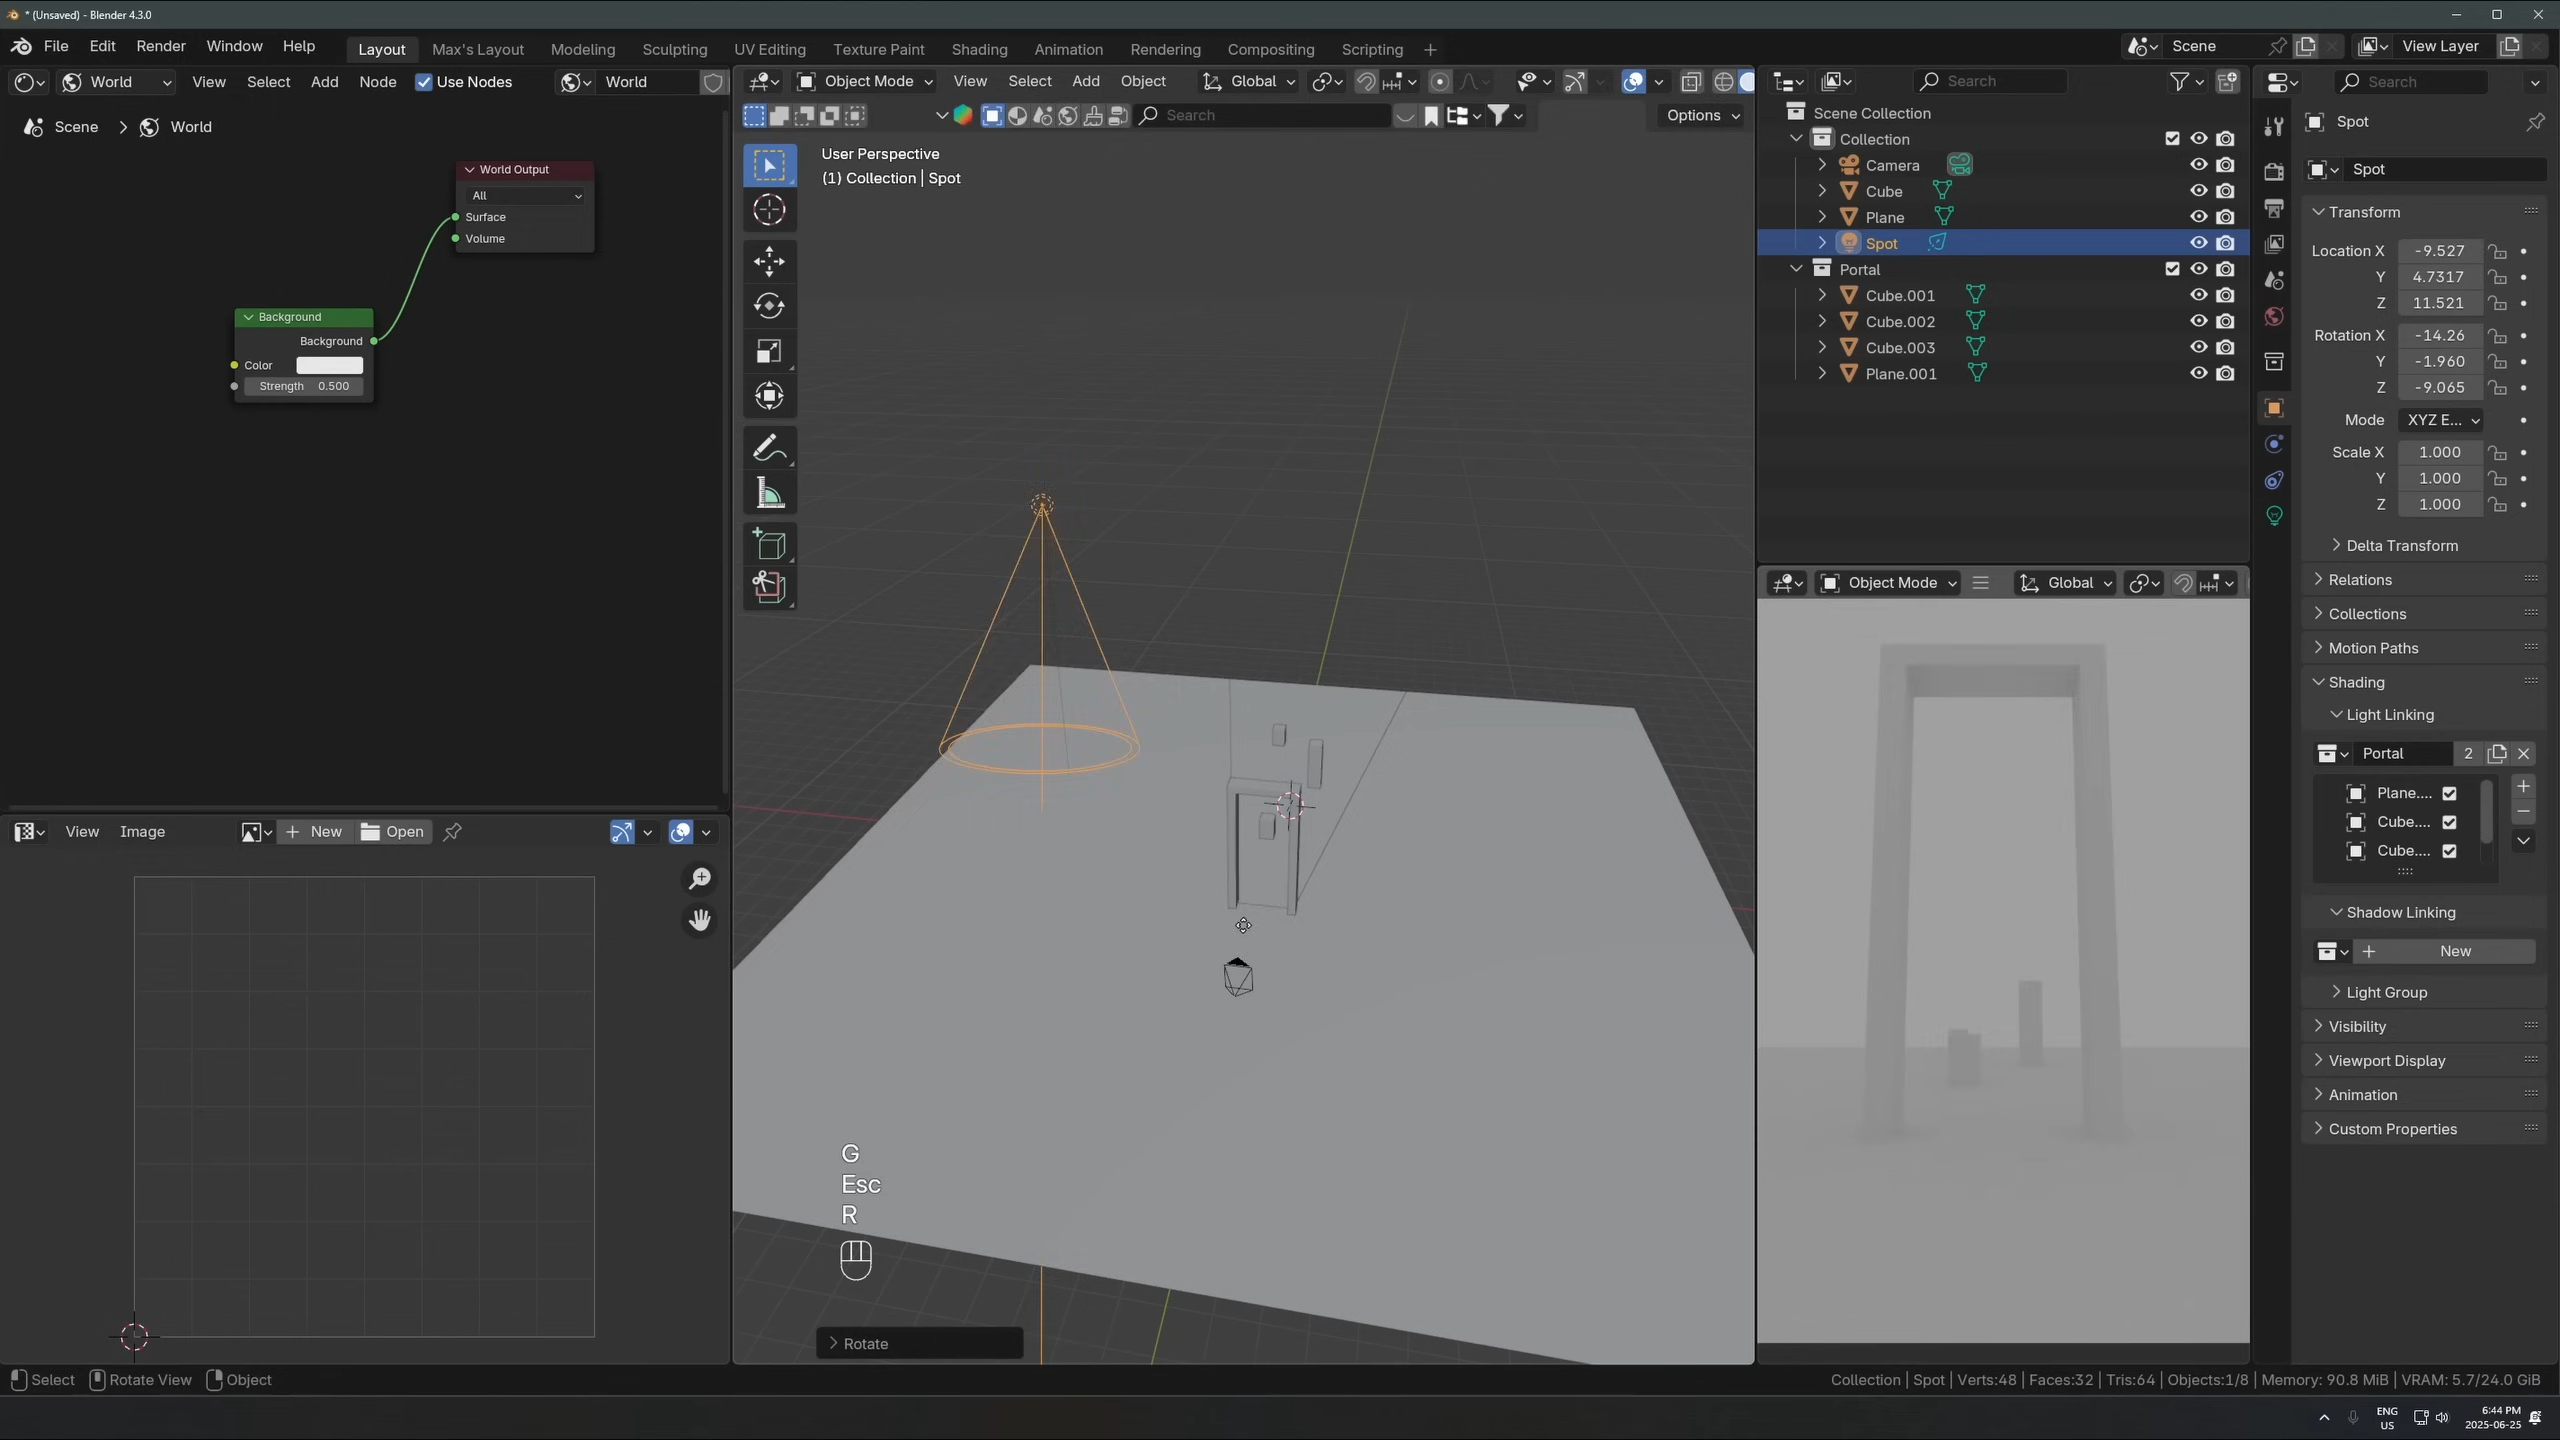 * (Unsaved) - Blender 4.3.0
File Edit Render Window Help
Layout Max's Layout Modeling Sculpting UV Editing Texture Paint Shading Animation Rendering Compositing Scripting
Scene
View Layer
World View Select Add Node Use Nodes World
Scene > World
World Output
All
Surface
Volume
Background
Background
Color
Strength 0.500
Object Mode View Select Add Object Global
Search
Options
User Perspective
(1) Collection | Spot
G
Esc
R
Rotate
View Image New Open
Search
Scene Collection
Collection
Camera
Cube
Plane
Spot
Portal
Cube.001
Cube.002
Cube.003
Plane.001
Object Mode Global
Search
Spot
Spot
Transform
Location X -9.527
Y 4.7317
Z 11.521
Rotation X -14.26
Y -1.960
Z -9.065
Mode XYZ E...
Scale X 1.000
Y 1.000
Z 1.000
Delta Transform
Relations
Collections
Motion Paths
Shading
Light Linking
Portal 2
Plane....
Cube....
Cube....
Shadow Linking
New
Light Group
Visibility
Viewport Display
Animation
Custom Properties
Select Rotate View Object
Collection | Spot | Verts:48 | Faces:32 | Tris:64 | Objects:1/8 | Memory: 90.8 MiB | VRAM: 5.7/24.0 GiB
ENG
US
6:44 PM
2025-06-25